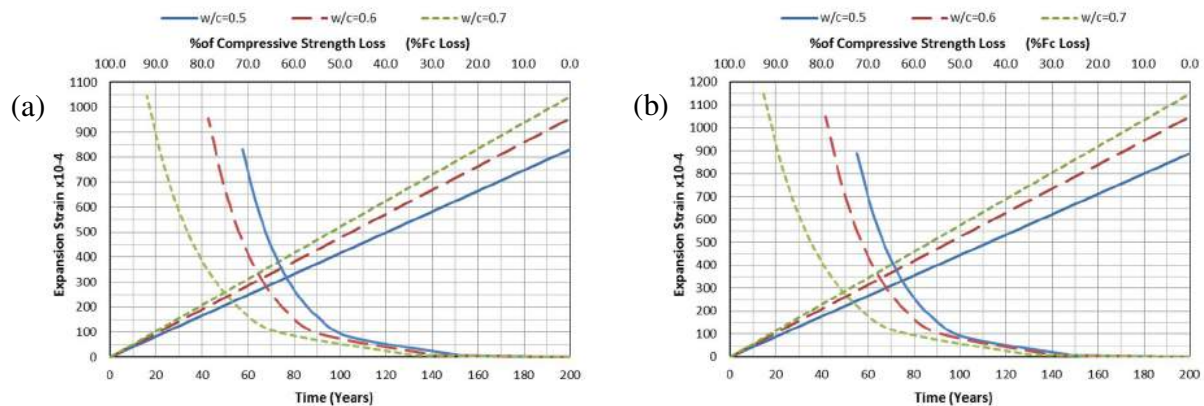 w/c=0.5 w/c=0.6 w/c=0.7
%of Compressive Strength Loss (%Fc Loss)
100.0 90.0 80.0 70.0 60.0 50.0 40.0 30.0 20.0 10.0 0.0
(a)
Expansion Strain x10-4
1100
1000
900
800
700
600
500
400
300
200
100
0
0 20 40 60 80 100 120 140 160 180 200
Time (Years)
w/c=0.5 w/c=0.6 w/c=0.7
%of Compressive Strength Loss (%Fc Loss)
100.0 90.0 80.0 70.0 60.0 50.0 40.0 30.0 20.0 10.0 0.0
(b)
Expansion Strain x10-4
1200
1100
1000
900
800
700
600
500
400
300
200
100
0
0 20 40 60 80 100 120 140 160 180 200
Time (Years)